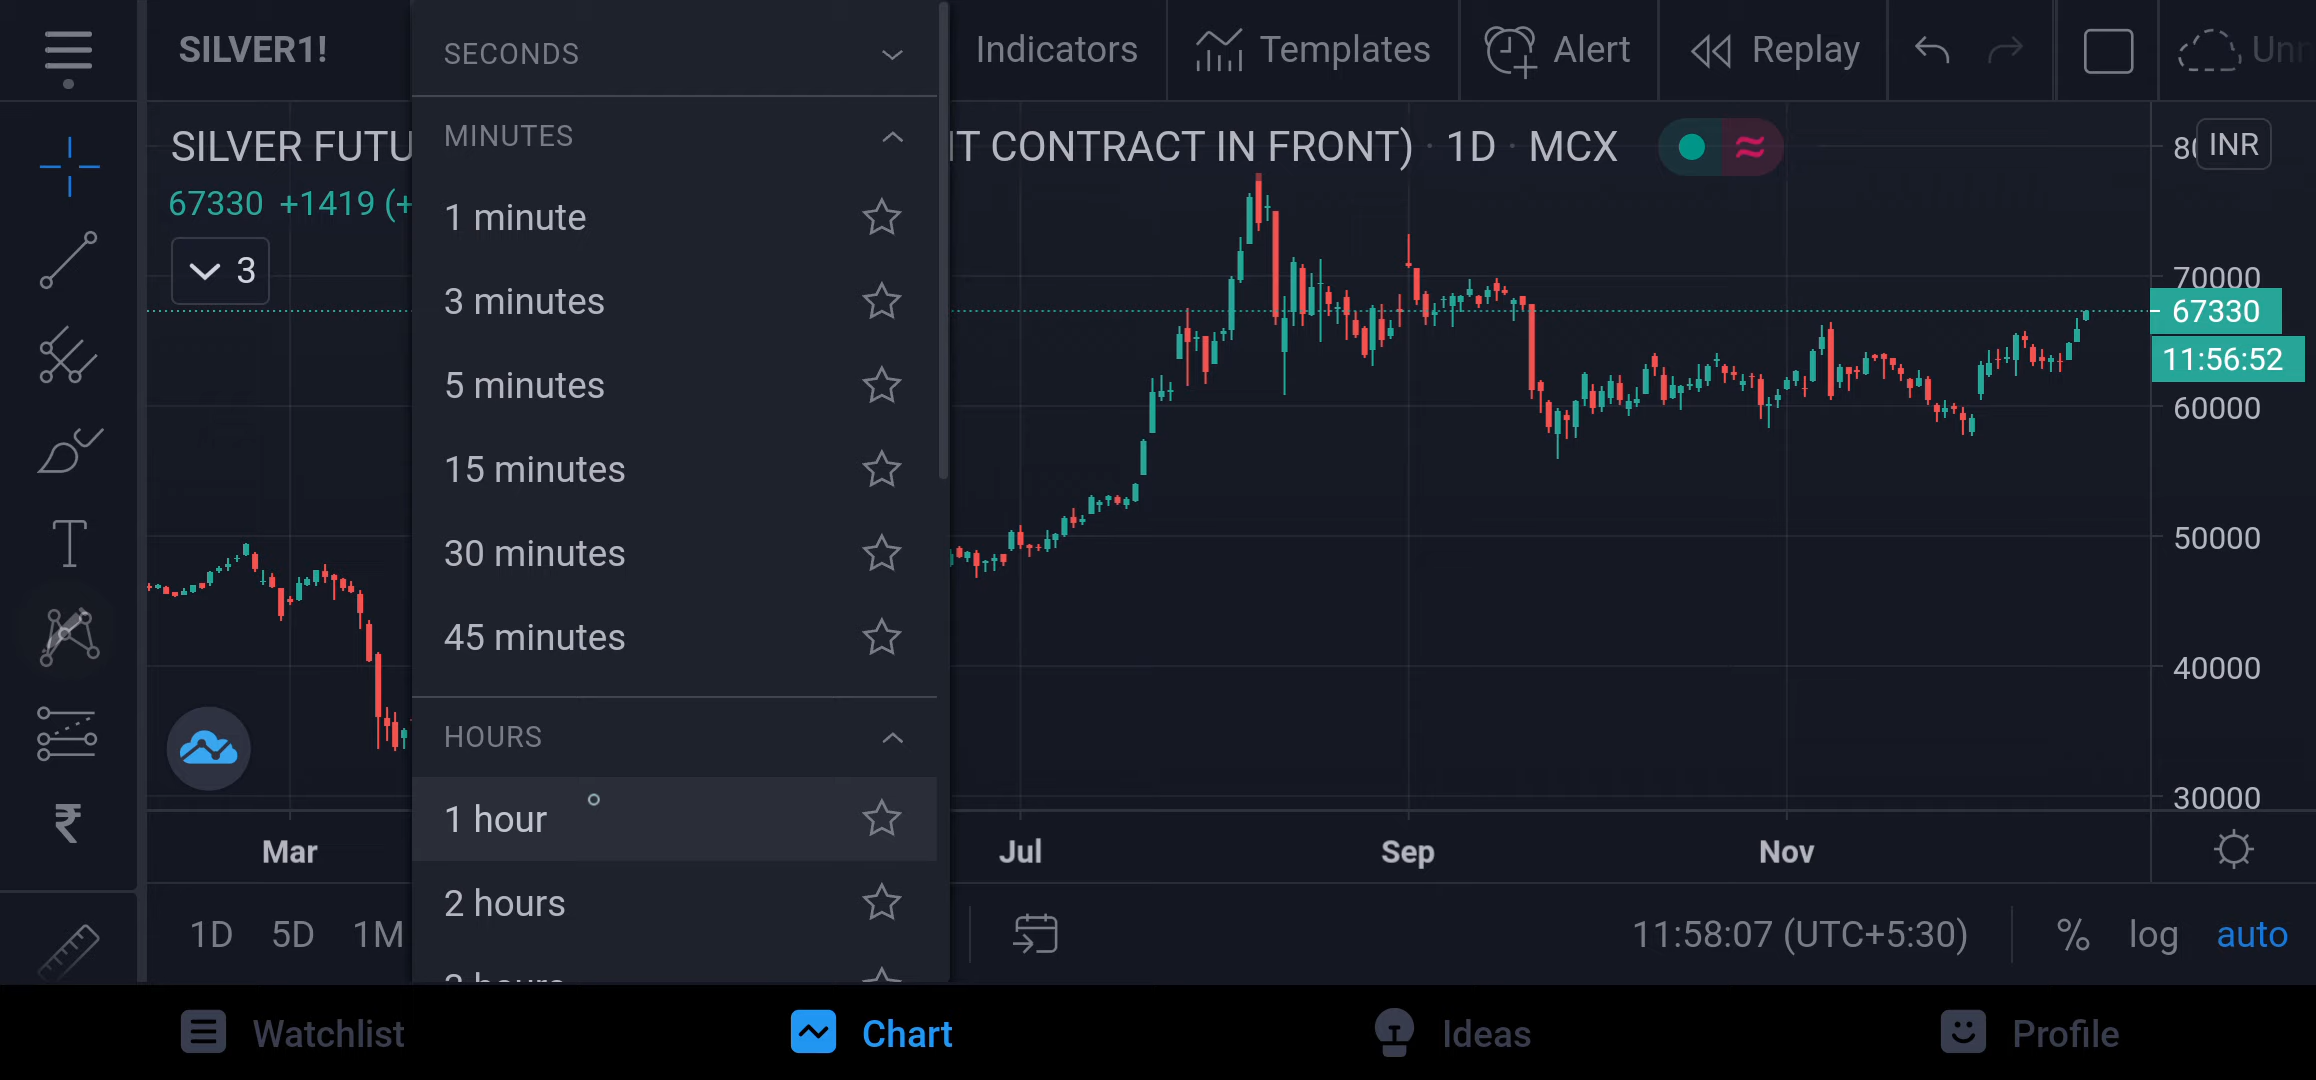 SILVER1!
SECONDS
Indicators
Templates
Alert
Replay
SILVER FUTU
IT CONTRACT IN FRONT) · 1D · MCX
INR
67330 +1419 (+
3
MINUTES
1 minute
3 minutes
5 minutes
15 minutes
30 minutes
45 minutes
HOURS
1 hour
2 hours
70000
67330
11:56:52
60000
50000
40000
30000
T
₹
Mar
Jul
Sep
Nov
1D 5D 1M
11:58:07 (UTC+5:30)
%
log
auto
Watchlist
Chart
Ideas
Profile